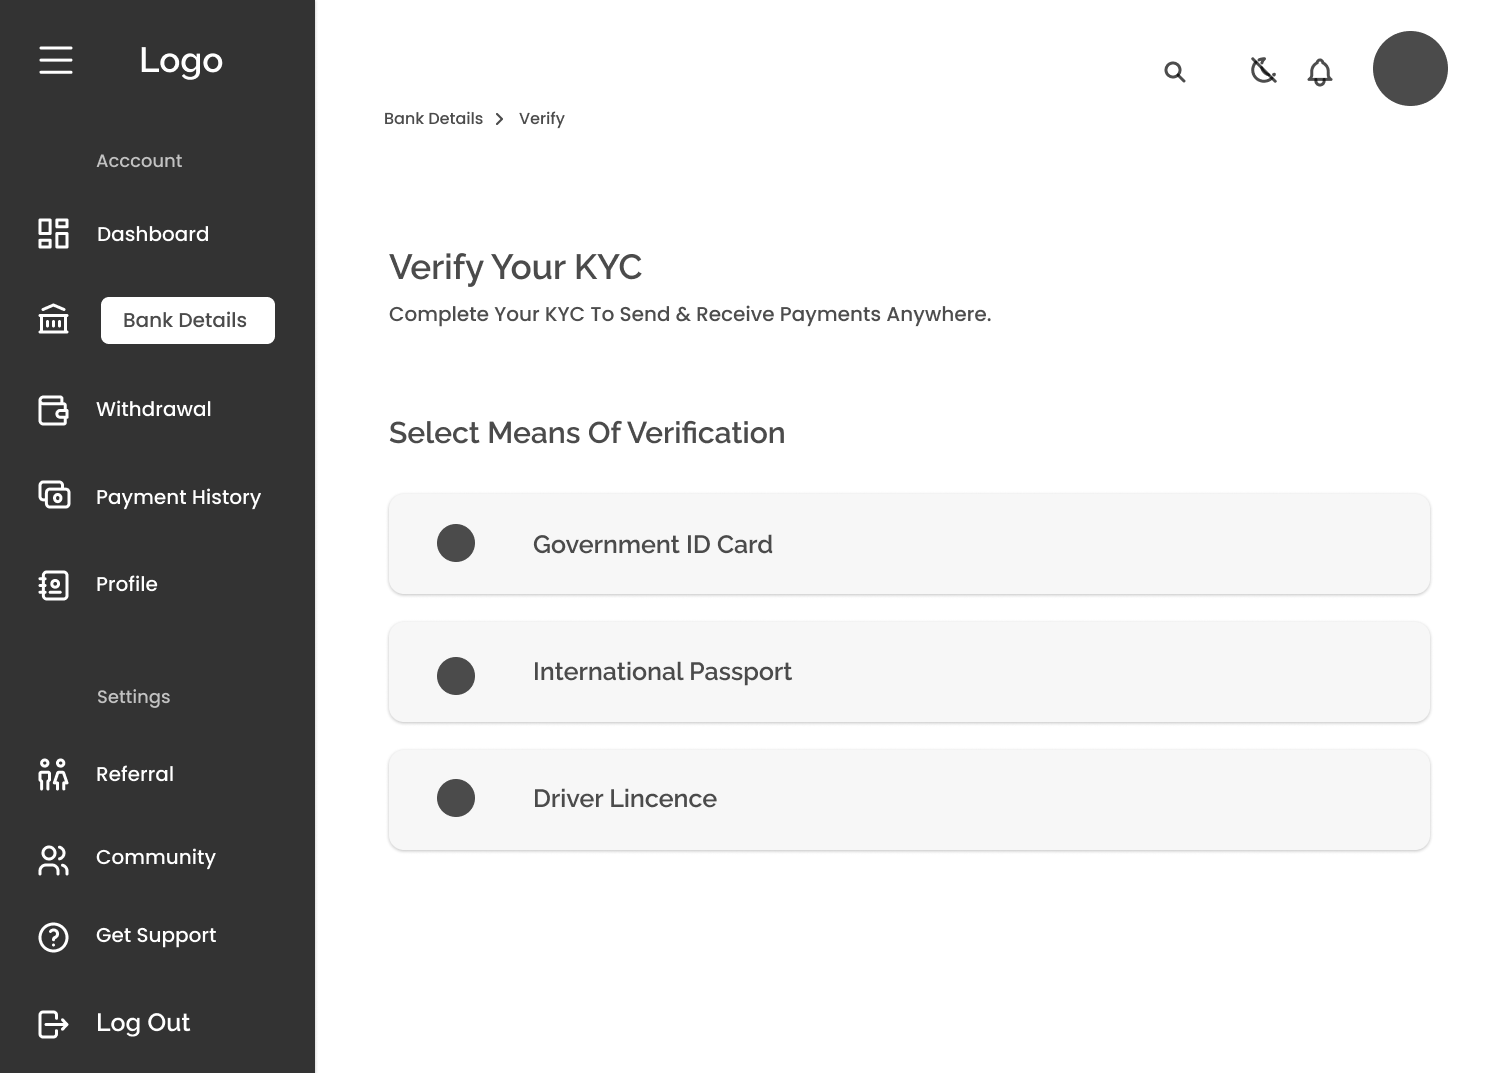 Logo
Acccount
Dashboard
Bank Details
Withdrawal
Payment History
Profile
Settings
Referral
Community
Get Support
Log Out
Bank Details > Verify
Verify Your KYC
Complete Your KYC To Send & Receive Payments Anywhere.
Select Means Of Verification
Government ID Card
International Passport
Driver Lincence